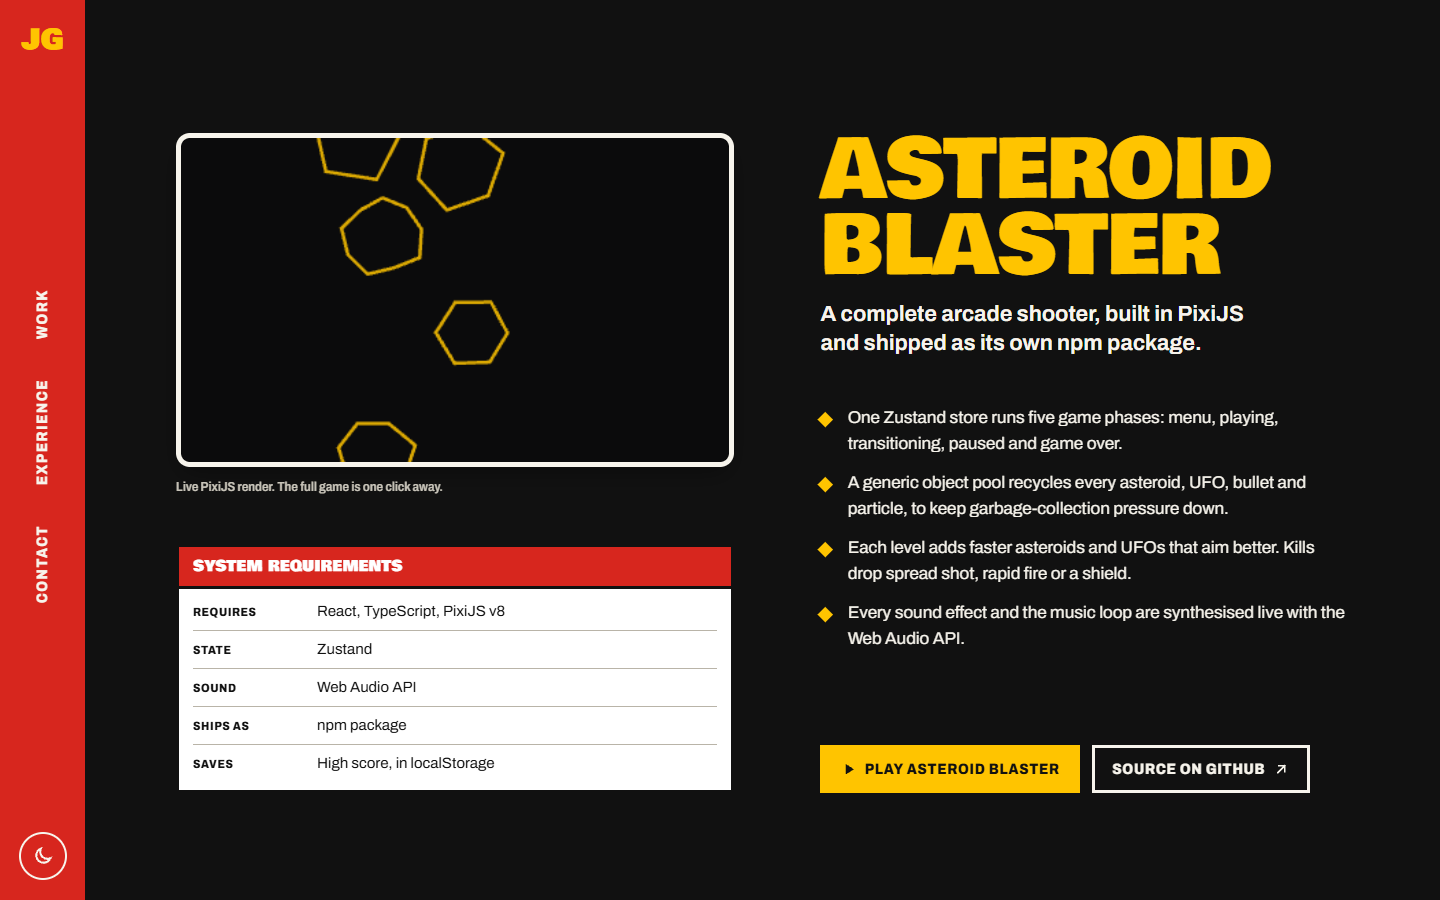 JG
WORK
EXPERIENCE
CONTACT
Live PixiJS render. The full game is one click away.
SYSTEM REQUIREMENTS
REQUIRES React, TypeScript, PixiJS v8
STATE Zustand
SOUND Web Audio API
SHIPS AS npm package
SAVES High score, in localStorage
ASTEROID
BLASTER
A complete arcade shooter, built in PixiJS
and shipped as its own npm package.
One Zustand store runs five game phases: menu, playing,
transitioning, paused and game over.
A generic object pool recycles every asteroid, UFO, bullet and
particle, to keep garbage-collection pressure down.
Each level adds faster asteroids and UFOs that aim better. Kills
drop spread shot, rapid fire or a shield.
Every sound effect and the music loop are synthesised live with the
Web Audio API.
PLAY ASTEROID BLASTER
SOURCE ON GITHUB